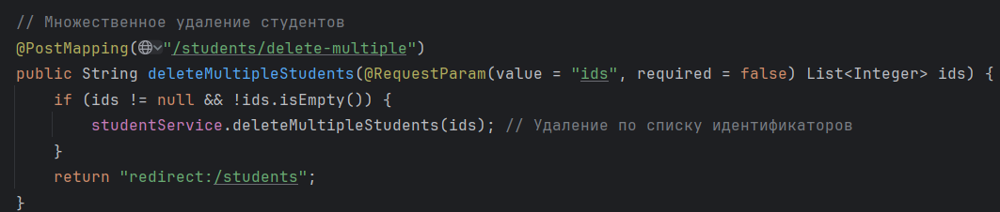 // Множественное удаление студентов
@PostMapping("/students/delete-multiple")
public String deleteMultipleStudents(@RequestParam(value = "ids", required = false) List<Integer> ids) {
    if (ids != null && !ids.isEmpty()) {
        studentService.deleteMultipleStudents(ids); // Удаление по списку идентификаторов
    }
    return "redirect:/students";
}